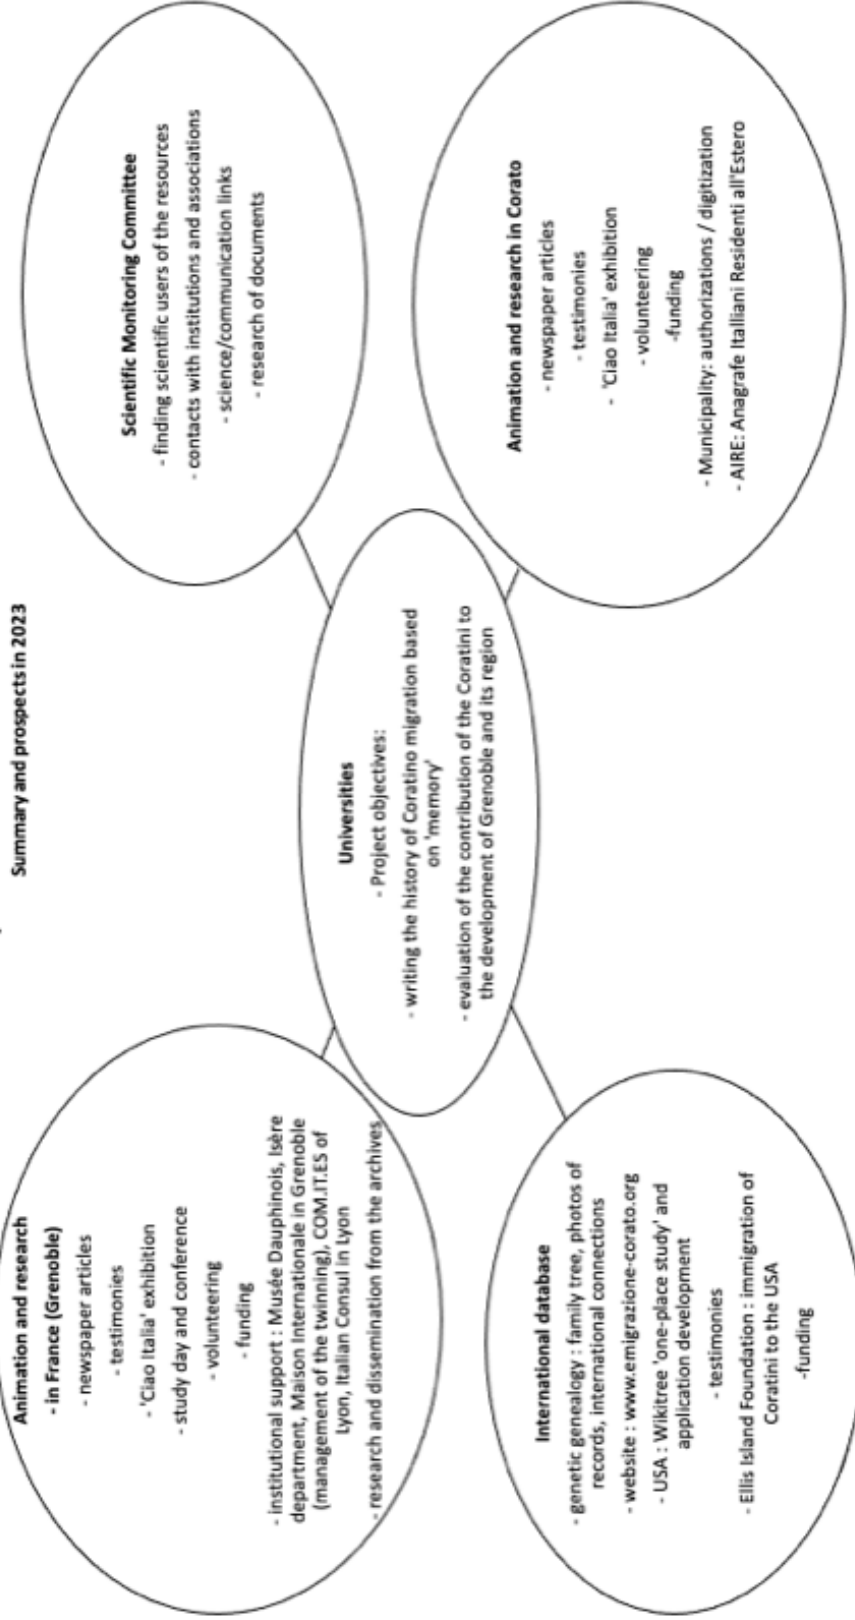 Summary and prospects in 2023
Animation and research
- in France (Grenoble)
- newspaper articles
- testimonies
- 'Ciao Italia' exhibition
- study day and conference
- volunteering
- funding
- institutional support : Musée Dauphinois, Isère
department, Maison Internationale in Grenoble
(management of the twinning), COM.IT.ES of
Lyon, Italian Consul in Lyon
- research and dissemination from the archives
Scientific Monitoring Committee
- finding scientific users of the resources
- contacts with institutions and associations
- science/communication links
- research of documents
Universities
- Project objectives:
- writing the history of Coratino migration based
on 'memory'
- evaluation of the contribution of the Coratini to
the development of Grenoble and its region
International database
- genetic genealogy : family tree, photos of
records, international connections
- website : www.emigrazione-corato.org
- USA : Wikitree 'one-place study' and
application development
- testimonies
- Ellis Island Foundation : immigration of
Coratini to the USA
-funding
Animation and research in Corato
- newspaper articles
- testimonies
- 'Ciao Italia' exhibition
- volunteering
-funding
- Municipality: authorizations / digitization
- AIRE: Anagrafe Italliani Residenti all'Estero